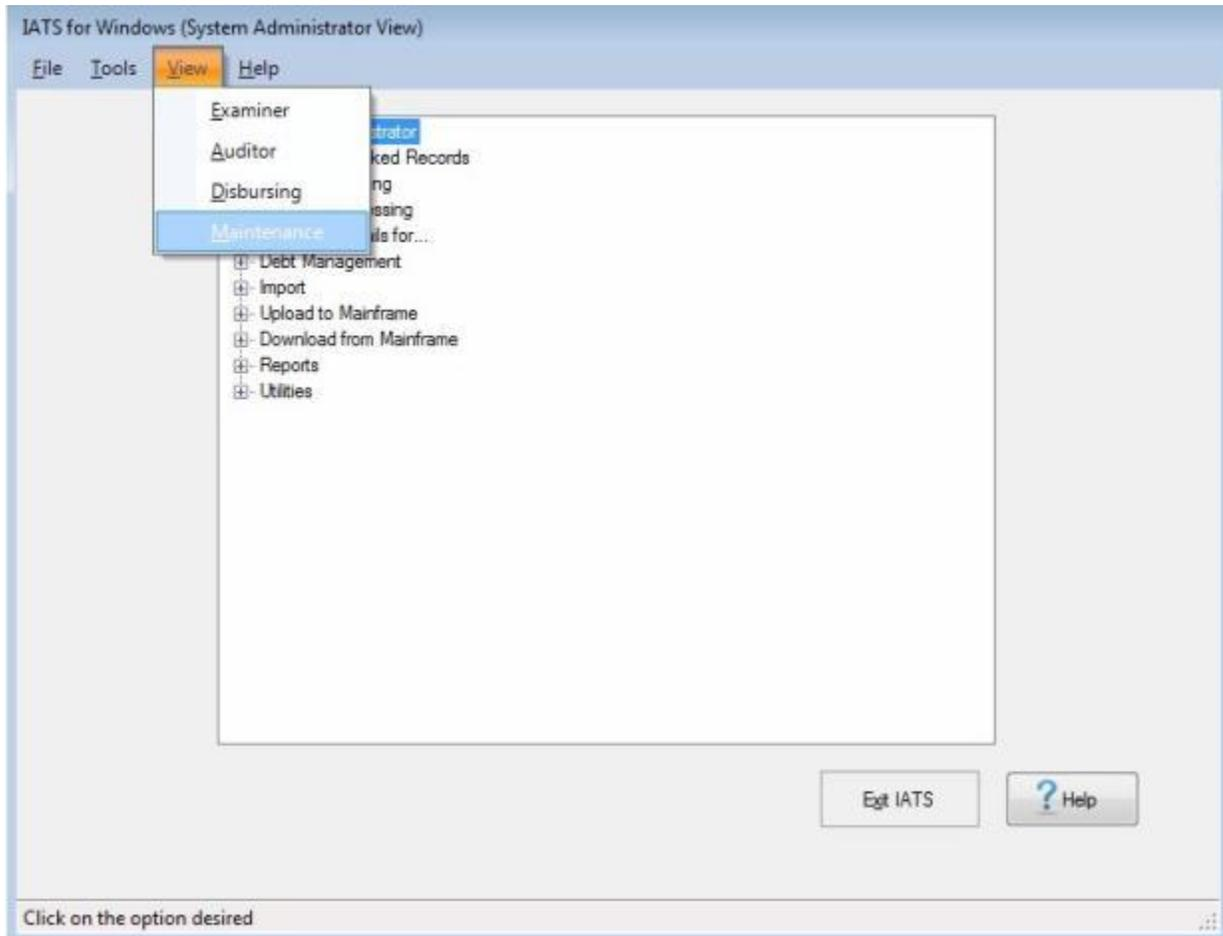 IATS for Windows (System Administrator View)
File Tools View Help
Examiner
Auditor
Disbursing
Maintenance
strator
ked Records
ng
essing
ils for...
Debt Management
Import
Upload to Mainframe
Download from Mainframe
Reports
Utilities
Exit IATS
? Help
Click on the option desired